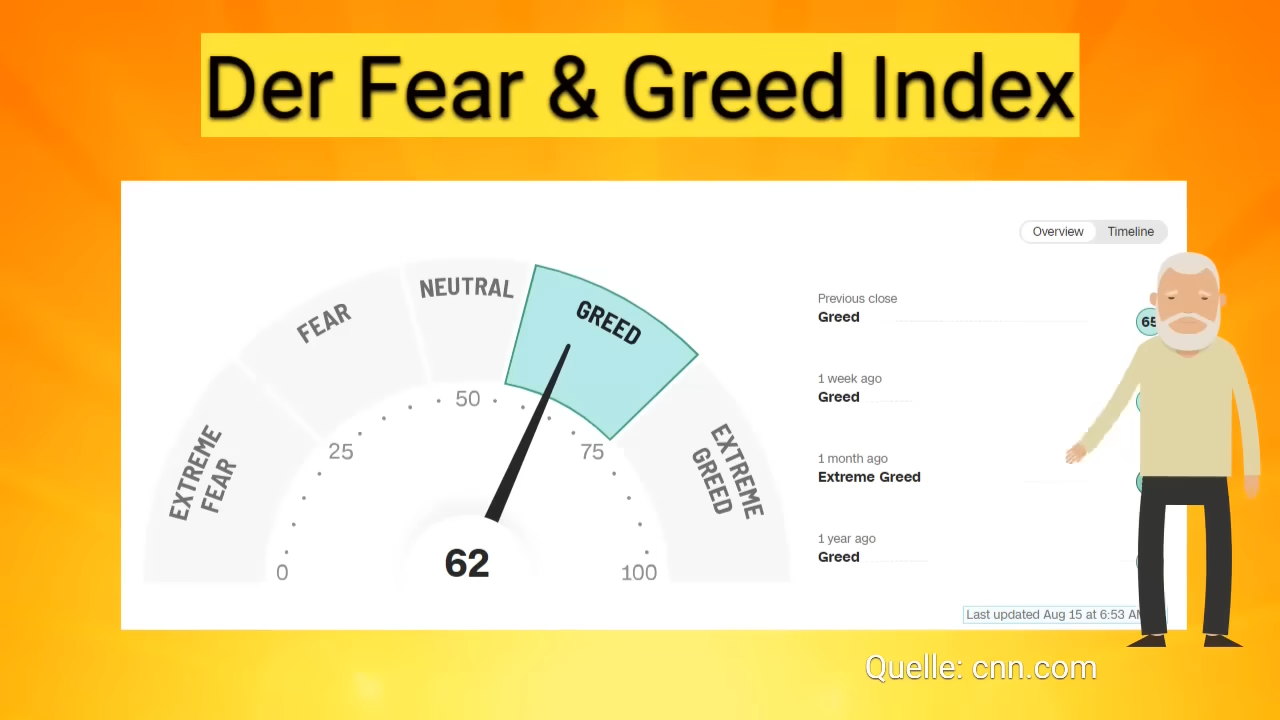 Der Fear & Greed Index
Overview
Timeline
EXTREME
FEAR
FEAR
NEUTRAL
GREED
EXTREME
GREED
0
25
50
75
100
62
Previous close
Greed
65
1 week ago
Greed
1 month ago
Extreme Greed
1 year ago
Greed
Last updated Aug 15 at 6:53
Quelle: cnn.com